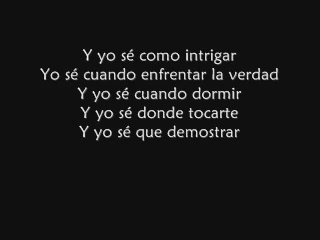 Y yo sé como intrigar
Yo sé cuando enfrentar la verdad
Y yo sé cuando dormir
Y yo sé donde tocarte
Y yo sé que demostrar